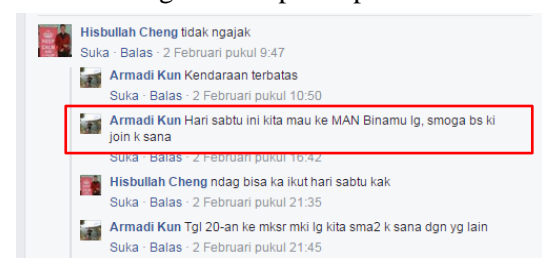 Hisbullah Cheng tidak ngajak
Suka · Balas · 2 Februari pukul 9:47
Armadi Kun Kendaraan terbatas
Suka · Balas · 2 Februari pukul 10:50
Armadi Kun Hari sabtu ini kita mau ke MAN Binamu lg, smoga bs ki
join k sana
Suka · Balas · 2 Februari pukul 16:42
Hisbullah Cheng ndag bisa ka ikut hari sabtu kak
Suka · Balas · 2 Februari pukul 21:35
Armadi Kun Tgl 20-an ke mksr mki lg kita sma2 k sana dgn yg lain
Suka · Balas · 2 Februari pukul 21:45